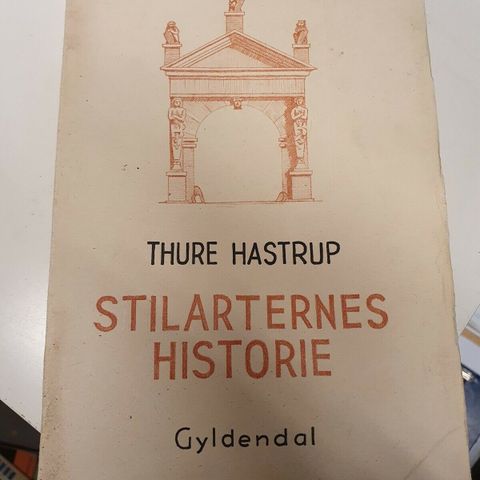 THURE HASTRUP
STILARTERNES
HISTORIE
Gyldendal